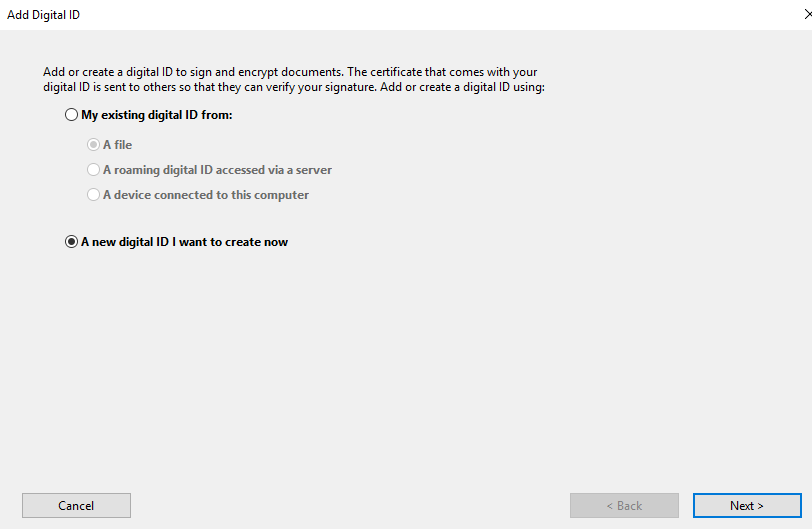 Add Digital ID
Add or create a digital ID to sign and encrypt documents. The certificate that comes with your
digital ID is sent to others so that they can verify your signature. Add or create a digital ID using:
My existing digital ID from:
A file
A roaming digital ID accessed via a server
A device connected to this computer
A new digital ID I want to create now
Cancel
< Back
Next >